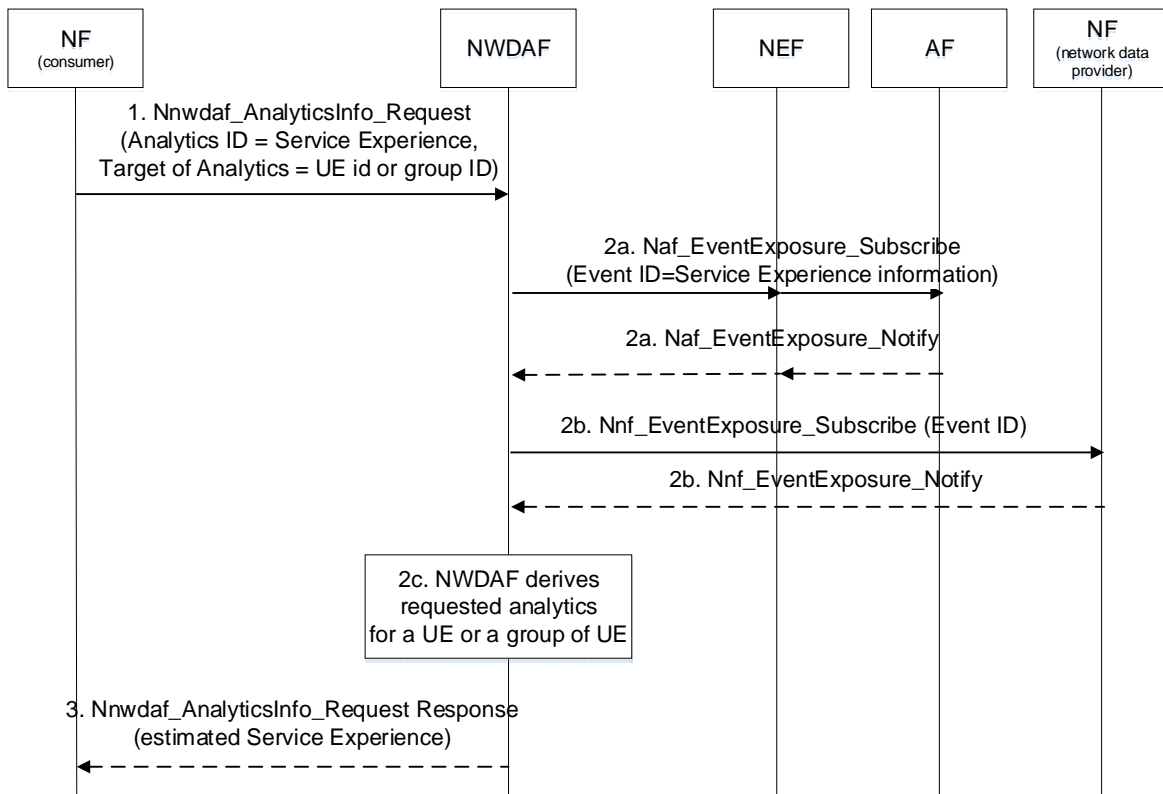 NF
(consumer)
NWDAF
NEF
AF
NF
(network data
provider)
1. Nnwdaf_AnalyticsInfo_Request
(Analytics ID = Service Experience,
Target of Analytics = UE id or group ID)
2a. Naf_EventExposure_Subscribe
(Event ID=Service Experience information)
2a. Naf_EventExposure_Notify
2b. Nnf_EventExposure_Subscribe (Event ID)
2b. Nnf_EventExposure_Notify
2c. NWDAF derives
requested analytics
for a UE or a group of UE
3. Nnwdaf_AnalyticsInfo_Request Response
(estimated Service Experience)